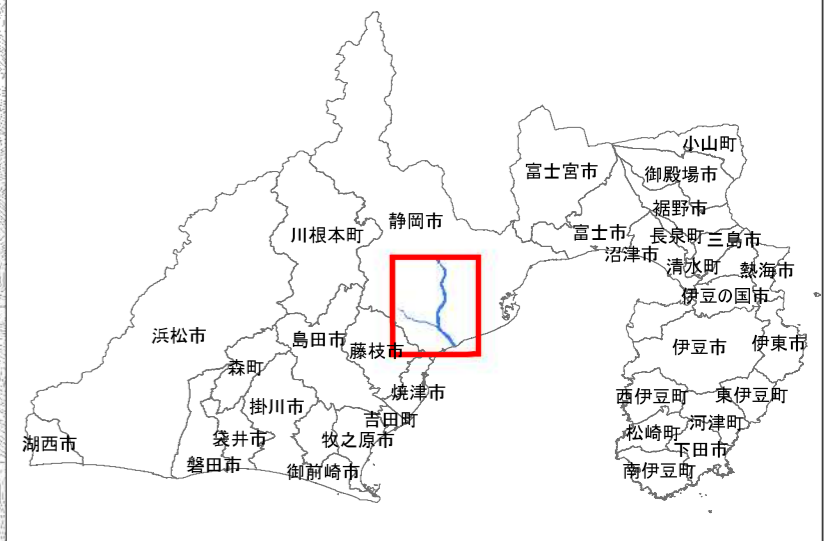 小山町
富士宮市
御殿場市
裾野市
静岡市
川根本町
富士市
長泉町
三島市
沼津市
清水町
熱海市
伊豆の国市
浜松市
島田市
藤枝市
伊豆市
伊東市
森町
焼津市
西伊豆町
東伊豆町
掛川市
吉田町
河津町
松崎町
湖西市
袋井市
牧之原市
下田市
磐田市
御前崎市
南伊豆町